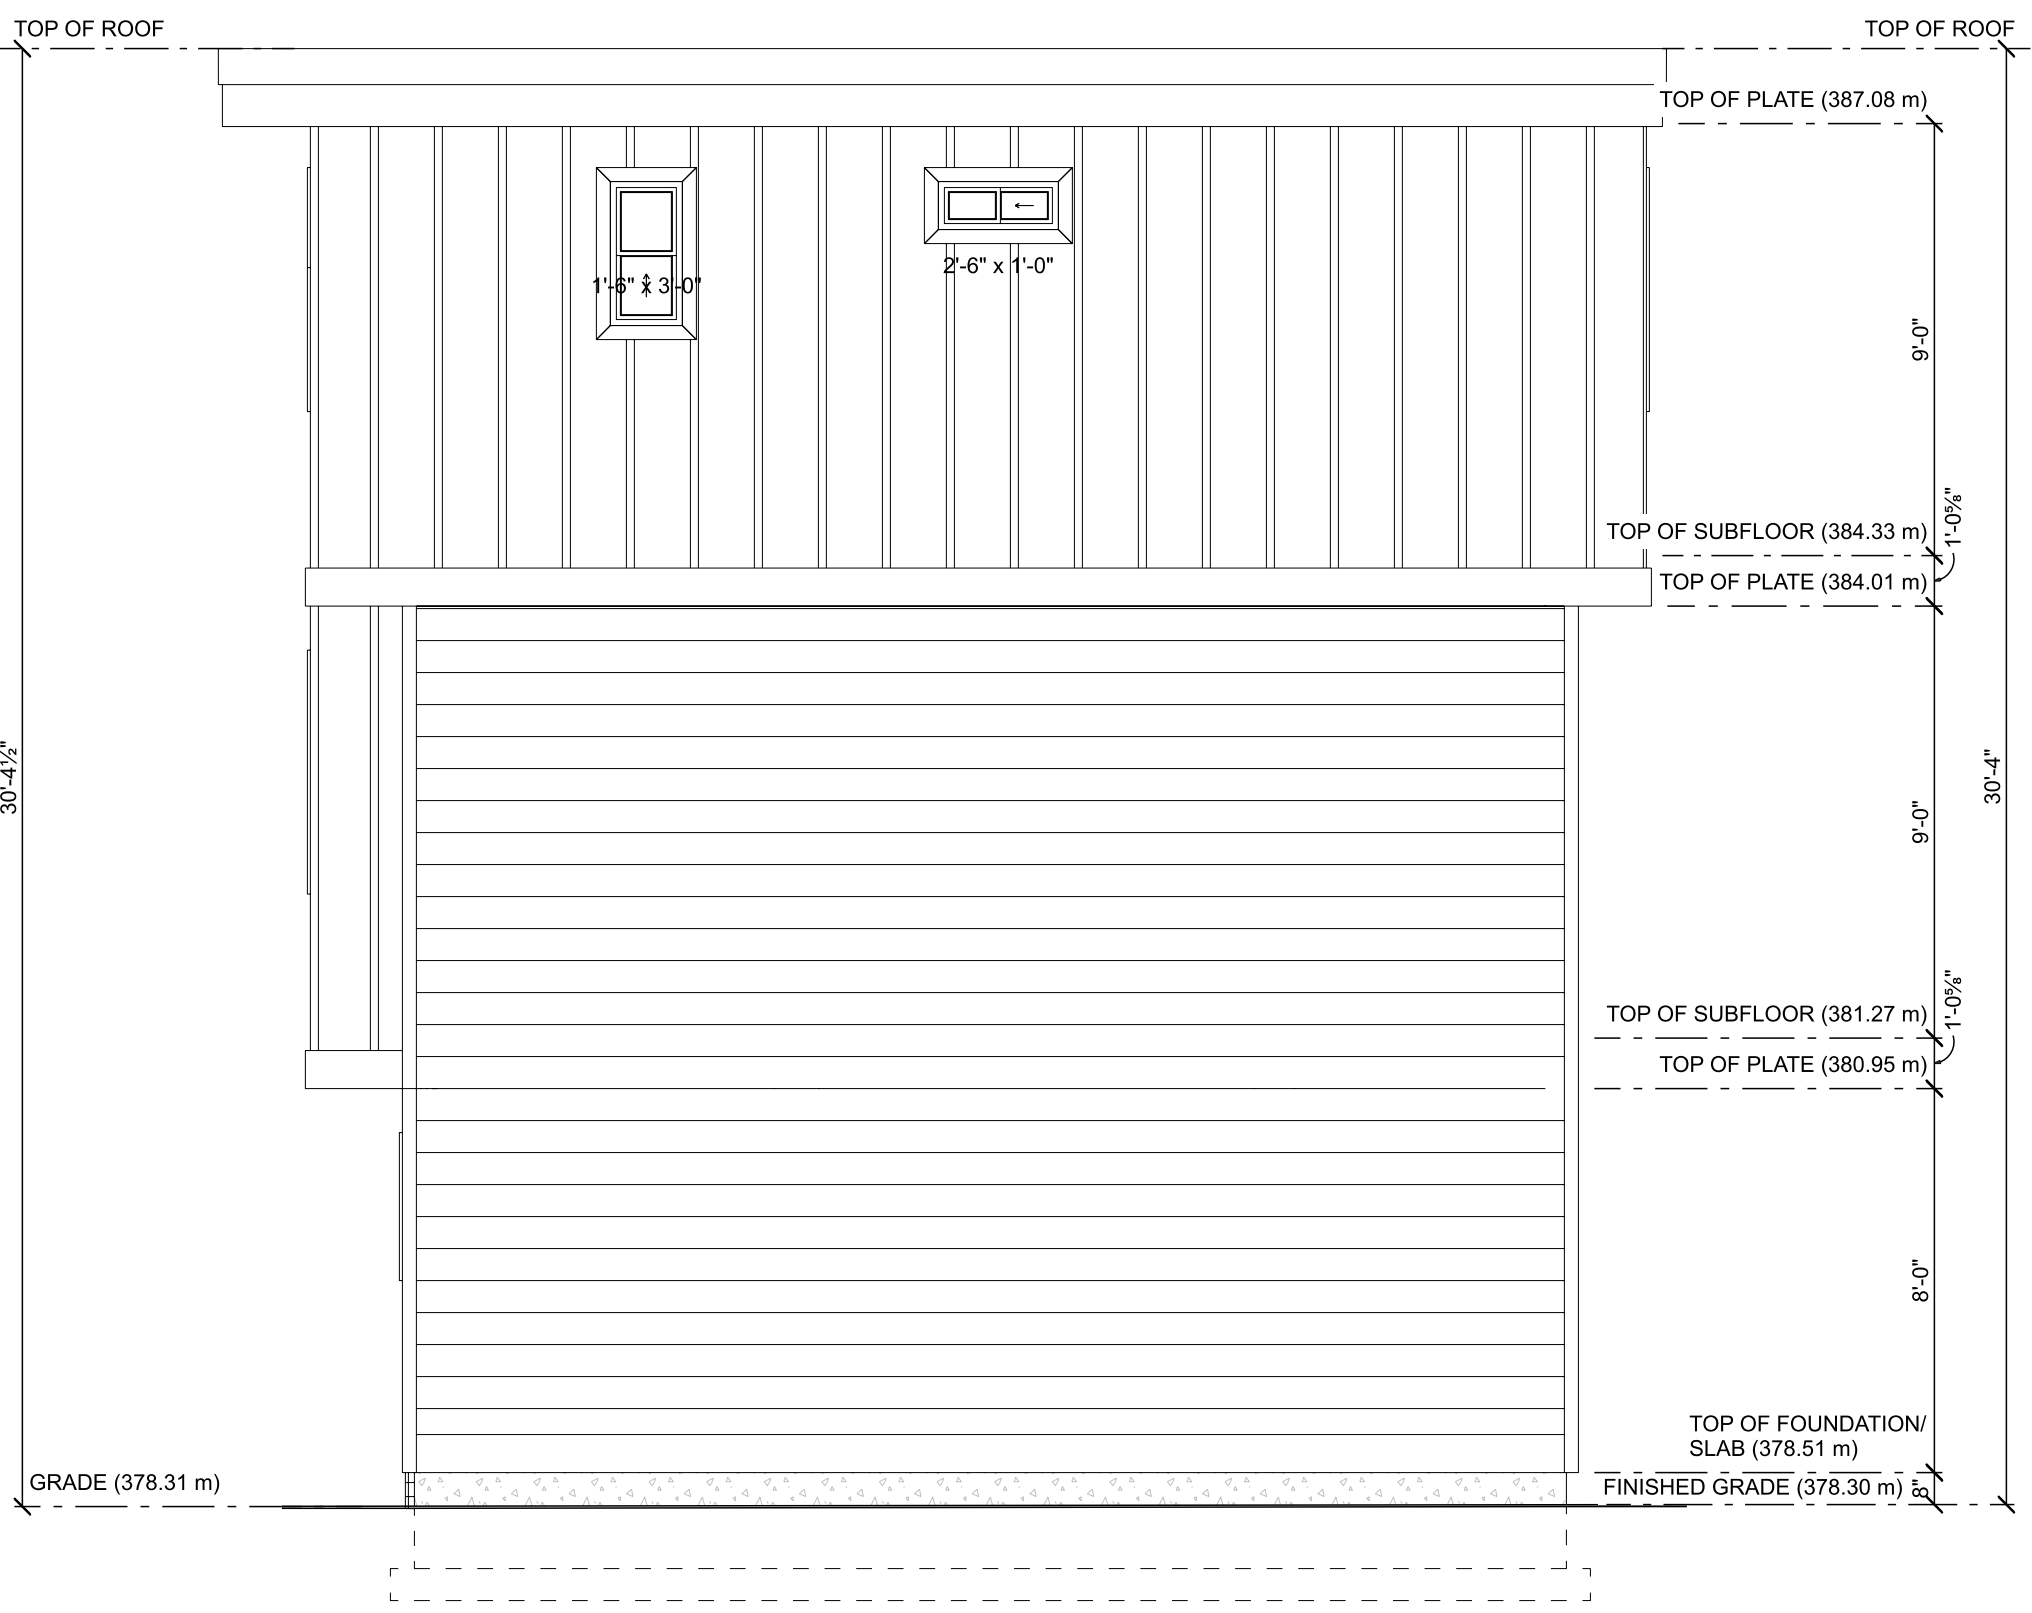 TOP OF ROOF
TOP OF ROOF
TOP OF PLATE (387.08 m)
2'-6" x 1'-0"
1'-6" x 3'-0"
9'-0"
1'-0⅝"
TOP OF SUBFLOOR (384.33 m)
TOP OF PLATE (384.01 m)
30'-4½"
30'-4"
9'-0"
1'-0⅝"
TOP OF SUBFLOOR (381.27 m)
TOP OF PLATE (380.95 m)
8'-0"
TOP OF FOUNDATION/
SLAB (378.51 m)
GRADE (378.31 m)
FINISHED GRADE (378.30 m)
8"